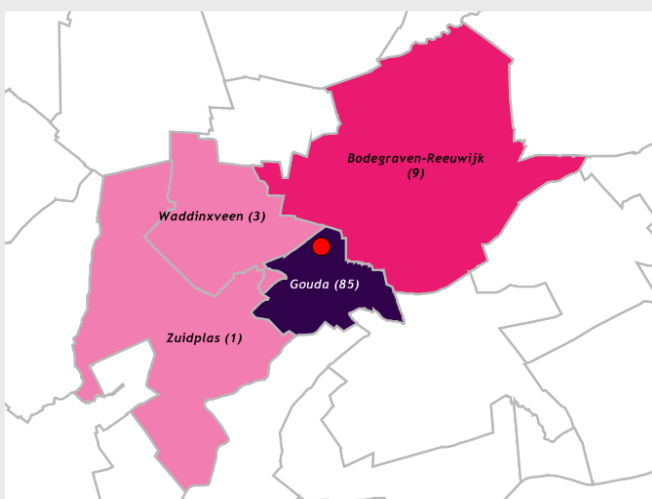 Bodegraven-Reeuwijk
(9)
Waddinxveen (3)
Gouda (85)
Zuidplas (1)